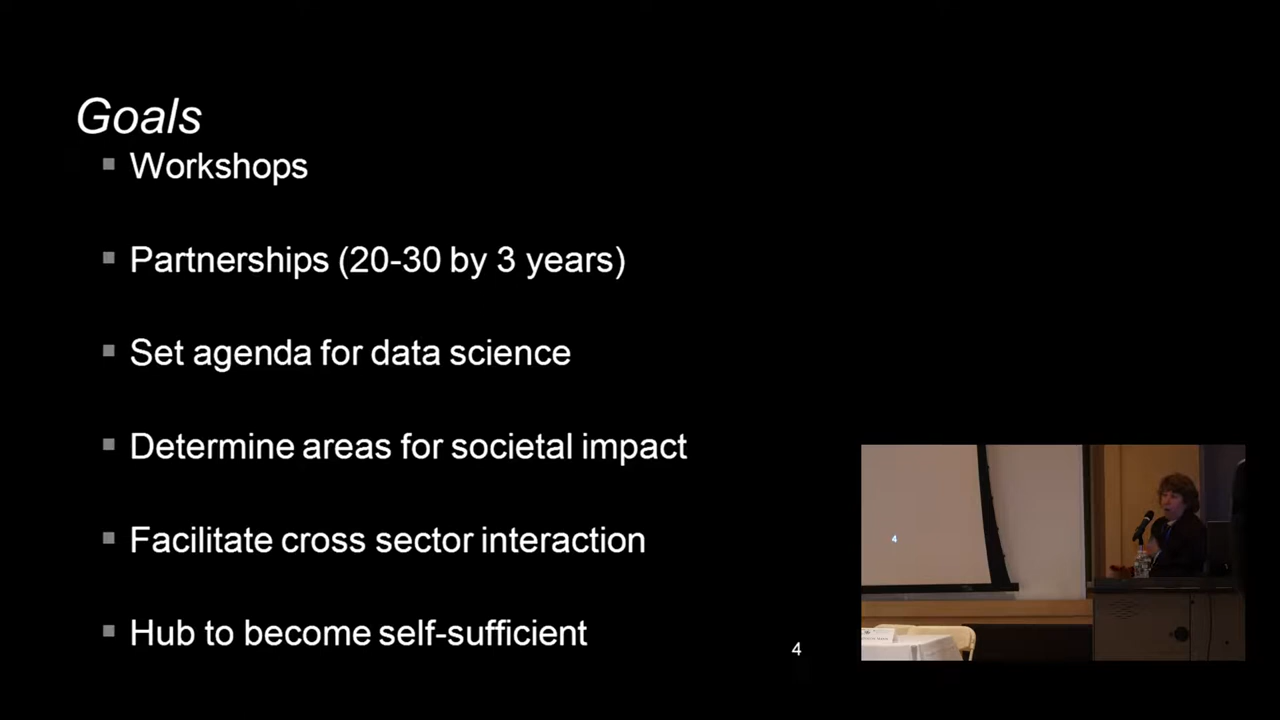 Goals
▪ Workshops
▪ Partnerships (20-30 by 3 years)
▪ Set agenda for data science
▪ Determine areas for societal impact
▪ Facilitate cross sector interaction
▪ Hub to become self-sufficient
4
4